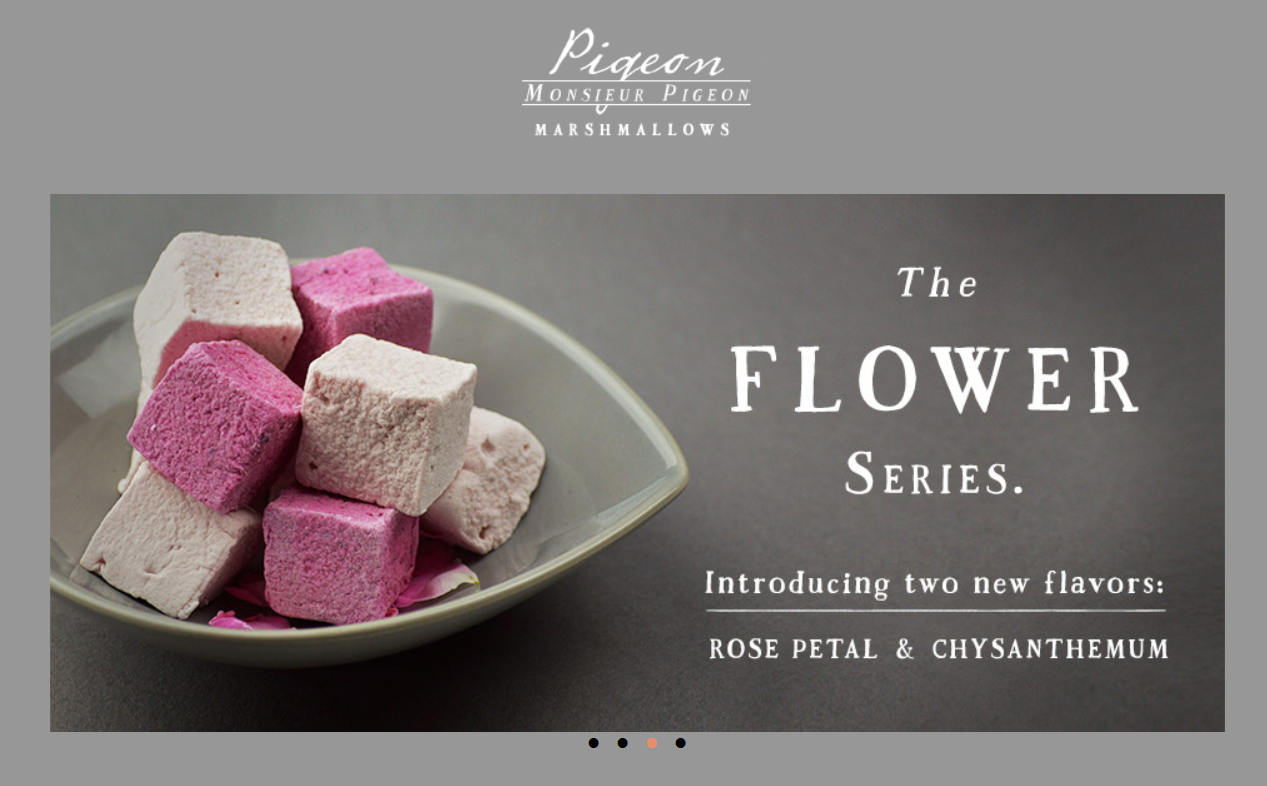 Pigeon
MONSIEUR PIGEON
MARSHMALLOWS
The
FLOWER
SERIES.
Introducing two new flavors:
ROSE PETAL & CHYSANTHEMUM